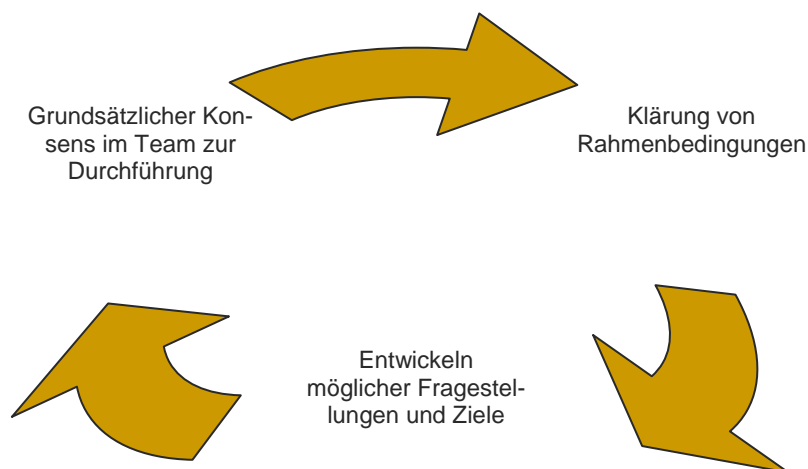 Grundsätzlicher Kon-
sens im Team zur
Durchführung
Klärung von
Rahmenbedingungen
Entwickeln
möglicher Fragestel-
lungen und Ziele